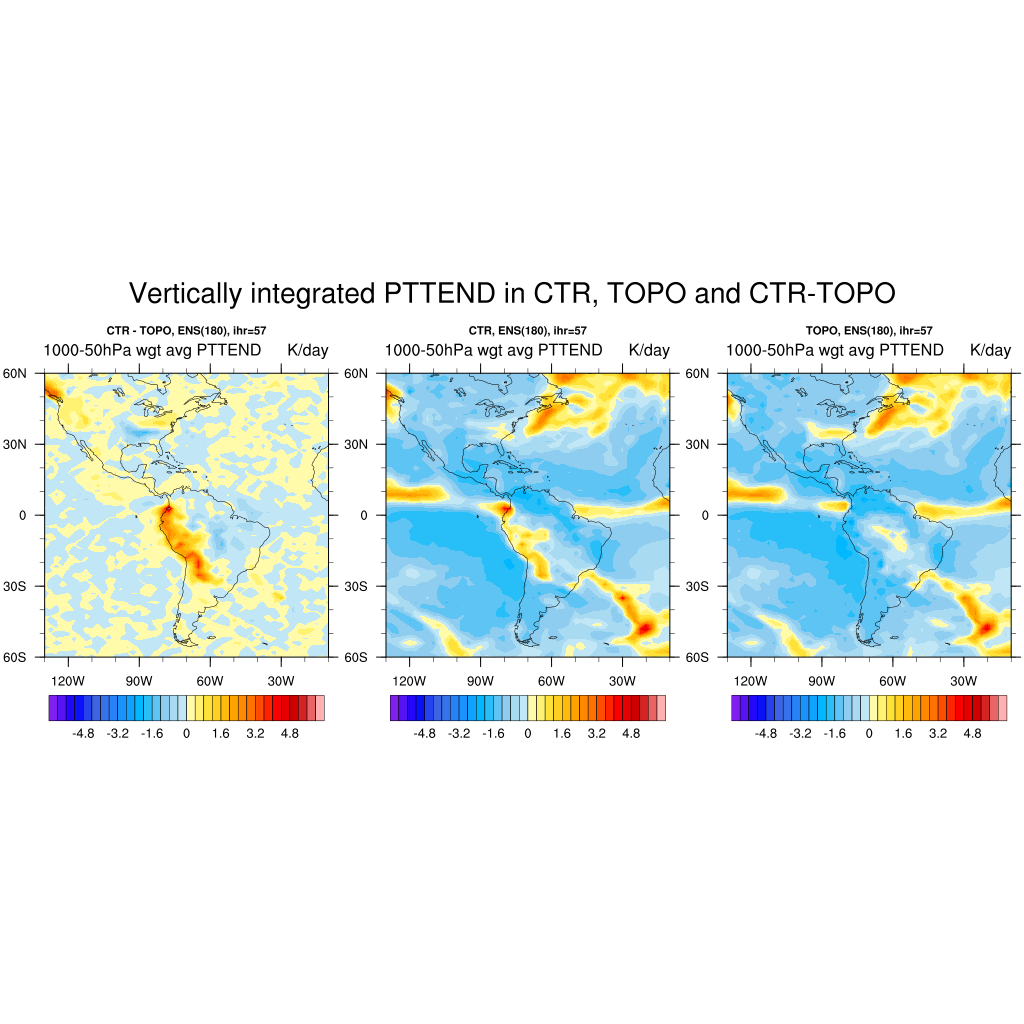 Vertically integrated PTTEND in CTR, TOPO and CTR-TOPO
CTR - TOPO, ENS(180), ihr=57
1000-50hPa wgt avg PTTEND K/day
60N
30N
0
30S
60S
120W 90W 60W 30W
-4.8 -3.2 -1.6 0 1.6 3.2 4.8
CTR, ENS(180), ihr=57
1000-50hPa wgt avg PTTEND K/day
60N
30N
0
30S
60S
120W 90W 60W 30W
-4.8 -3.2 -1.6 0 1.6 3.2 4.8
TOPO, ENS(180), ihr=57
1000-50hPa wgt avg PTTEND K/day
60N
30N
0
30S
60S
120W 90W 60W 30W
-4.8 -3.2 -1.6 0 1.6 3.2 4.8